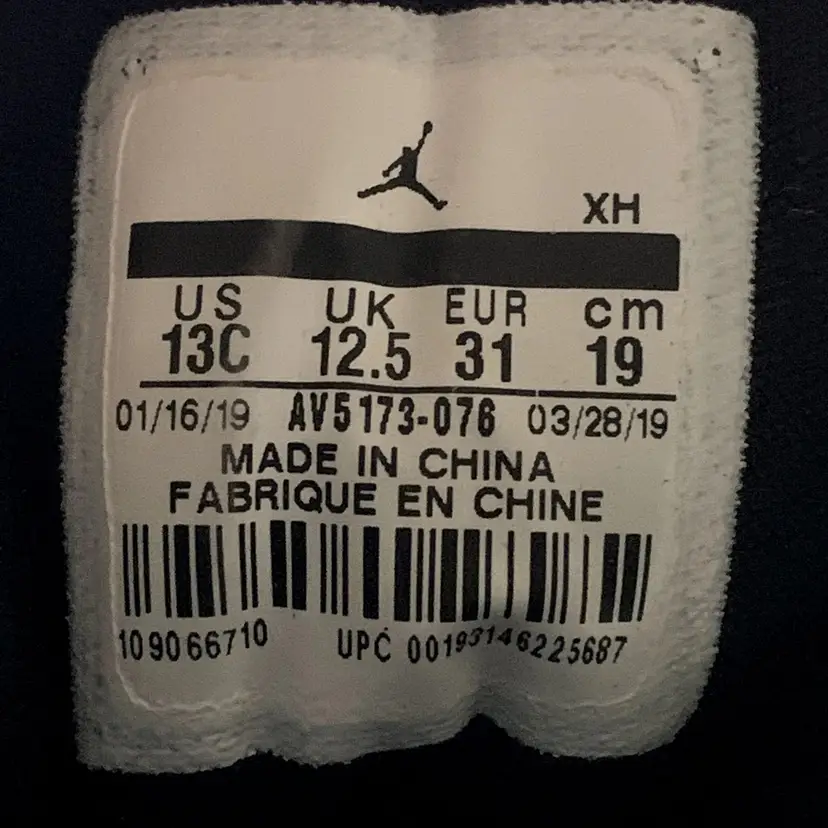 XH
US UK EUR cm
13C 12.5 31 19
01/16/19 AV5173-076 03/28/19
MADE IN CHINA
FABRIQUE EN CHINE
109066710 UPC 00193146225687